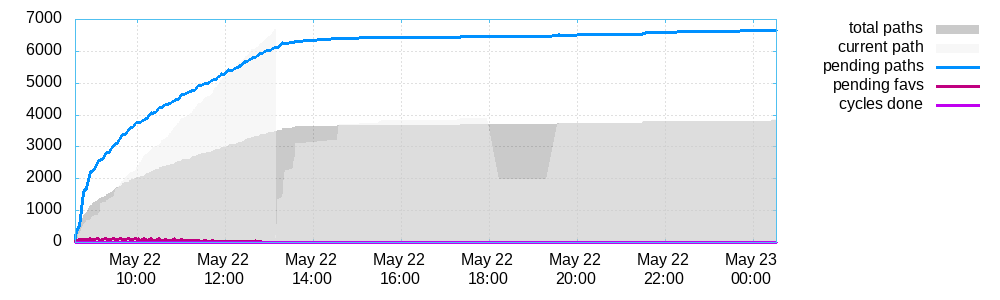 7000
6000
5000
4000
3000
2000
1000
0
May 22 May 22 May 22 May 22 May 22 May 22 May 22 May 23
10:00 12:00 14:00 16:00 18:00 20:00 22:00 00:00
total paths
current path
pending paths
pending favs
cycles done